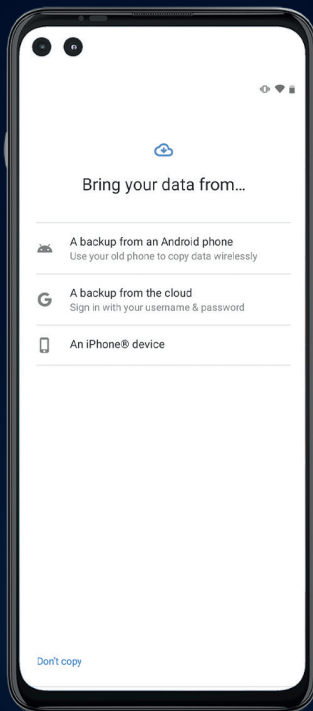 Bring your data from...
A backup from an Android phone
Use your old phone to copy data wirelessly
A backup from the cloud
Sign in with your username & password
An iPhone® device
Don't copy